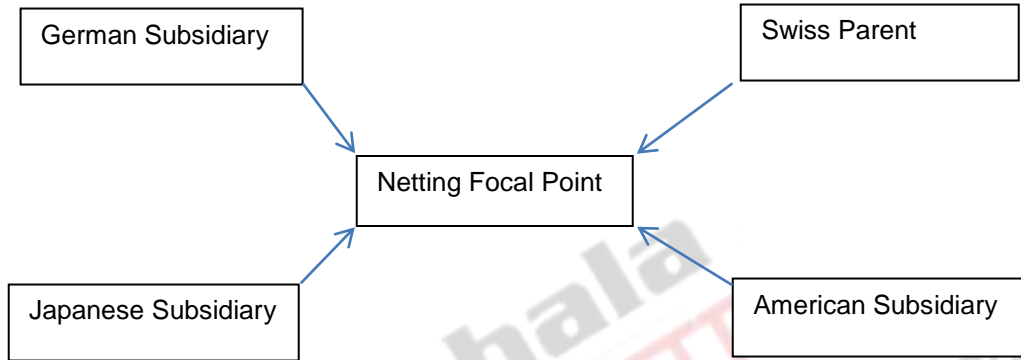 German Subsidiary
Swiss Parent
Netting Focal Point
Japanese Subsidiary
American Subsidiary